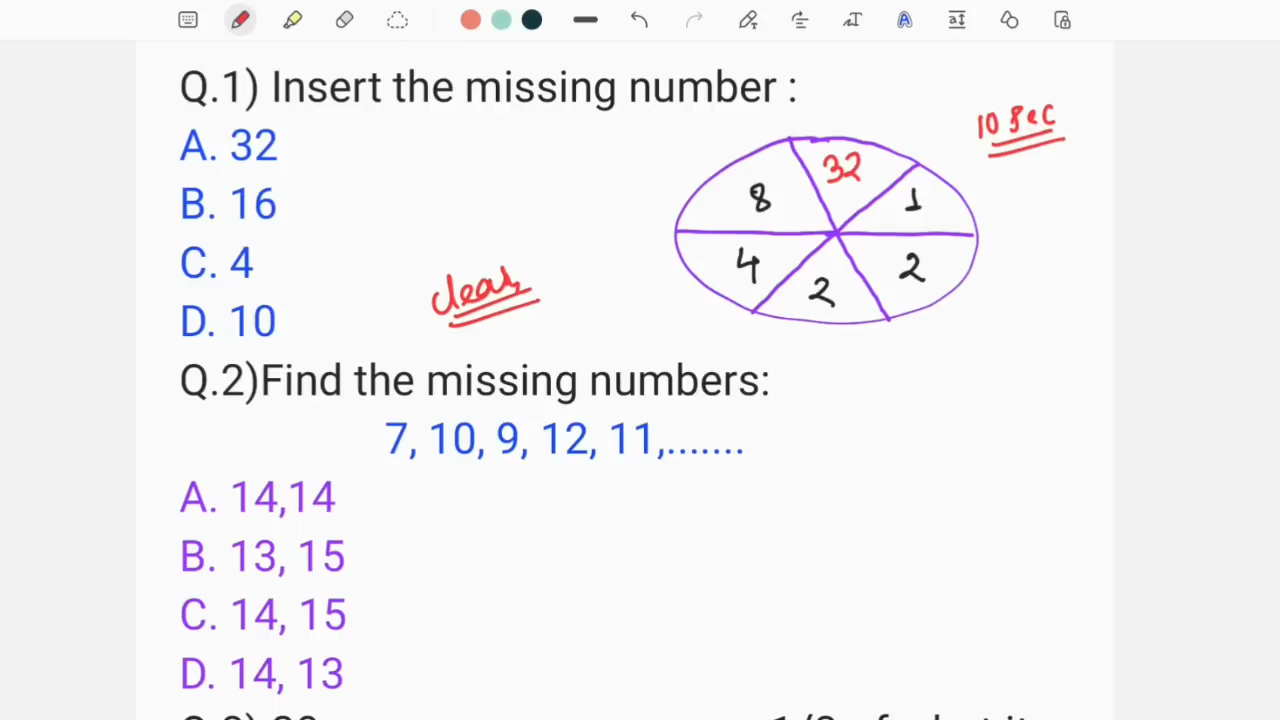 Q.1) Insert the missing number :
A. 32
B. 16
C. 4
D. 10
10 Sec
32
8
1
4
2
2
clear
Q.2)Find the missing numbers:
7, 10, 9, 12, 11,.......
A. 14,14
B. 13, 15
C. 14, 15
D. 14, 13